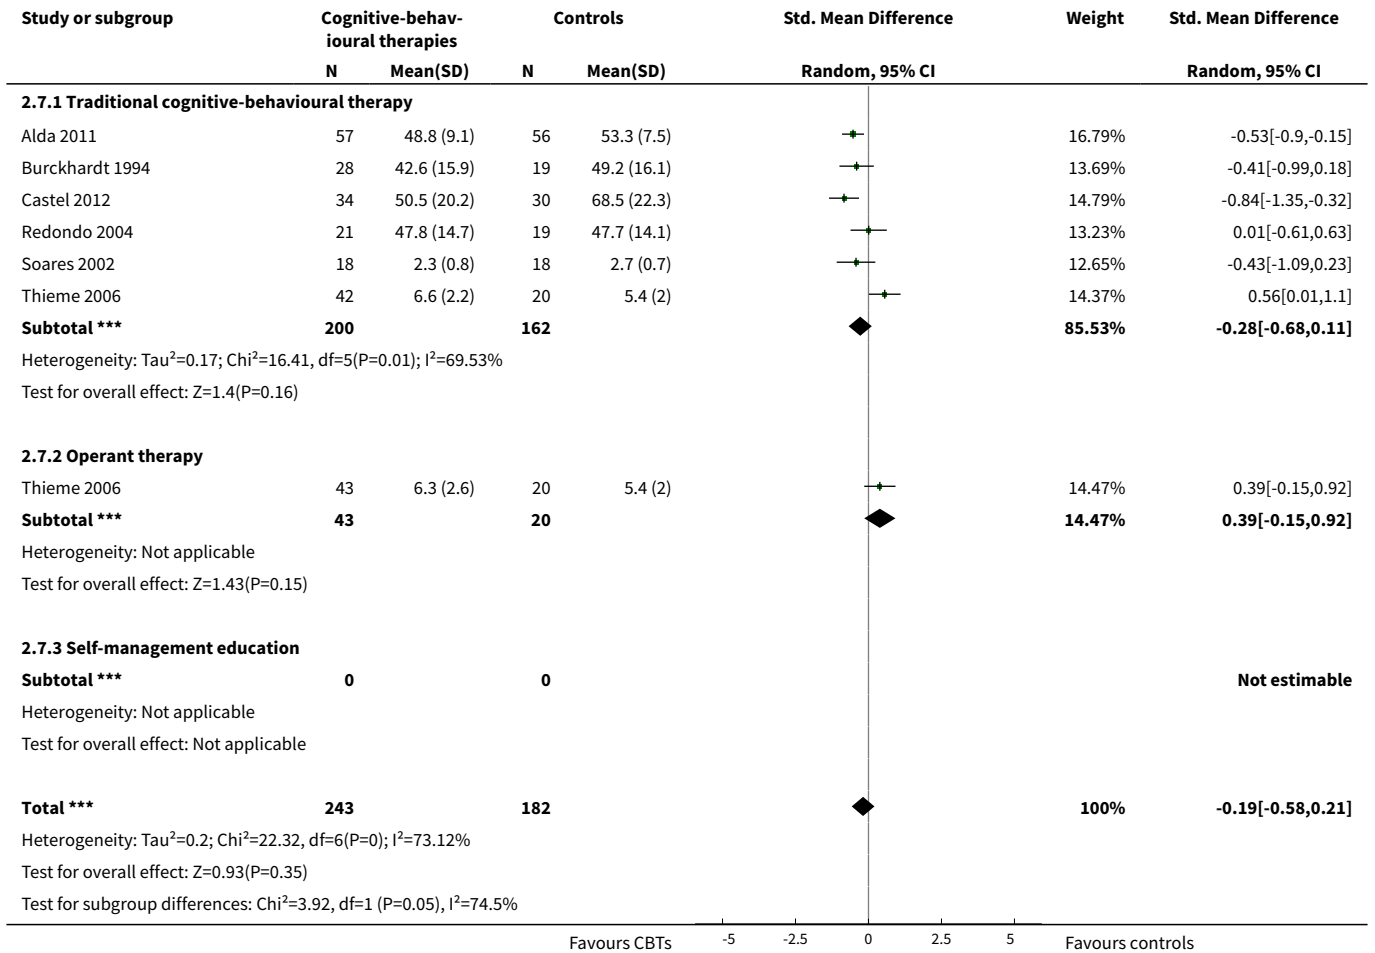 Study or subgroup Cognitive-behav- Controls Std. Mean Difference Weight Std. Mean Difference
ioural therapies
N Mean(SD) N Mean(SD) Random, 95% CI Random, 95% CI
2.7.1 Traditional cognitive-behavioural therapy
Alda 2011 57 48.8 (9.1) 56 53.3 (7.5) 16.79% -0.53[-0.9,-0.15]
Burckhardt 1994 28 42.6 (15.9) 19 49.2 (16.1) 13.69% -0.41[-0.99,0.18]
Castel 2012 34 50.5 (20.2) 30 68.5 (22.3) 14.79% -0.84[-1.35,-0.32]
Redondo 2004 21 47.8 (14.7) 19 47.7 (14.1) 13.23% 0.01[-0.61,0.63]
Soares 2002 18 2.3 (0.8) 18 2.7 (0.7) 12.65% -0.43[-1.09,0.23]
Thieme 2006 42 6.6 (2.2) 20 5.4 (2) 14.37% 0.56[0.01,1.1]
Subtotal *** 200 162 85.53% -0.28[-0.68,0.11]
Heterogeneity: Tau²=0.17; Chi²=16.41, df=5(P=0.01); I²=69.53%
Test for overall effect: Z=1.4(P=0.16)
2.7.2 Operant therapy
Thieme 2006 43 6.3 (2.6) 20 5.4 (2) 14.47% 0.39[-0.15,0.92]
Subtotal *** 43 20 14.47% 0.39[-0.15,0.92]
Heterogeneity: Not applicable
Test for overall effect: Z=1.43(P=0.15)
2.7.3 Self-management education
Subtotal *** 0 0 Not estimable
Heterogeneity: Not applicable
Test for overall effect: Not applicable
Total *** 243 182 100% -0.19[-0.58,0.21]
Heterogeneity: Tau²=0.2; Chi²=22.32, df=6(P=0); I²=73.12%
Test for overall effect: Z=0.93(P=0.35)
Test for subgroup differences: Chi²=3.92, df=1 (P=0.05), I²=74.5%
Favours CBTs -5 -2.5 0 2.5 5 Favours controls